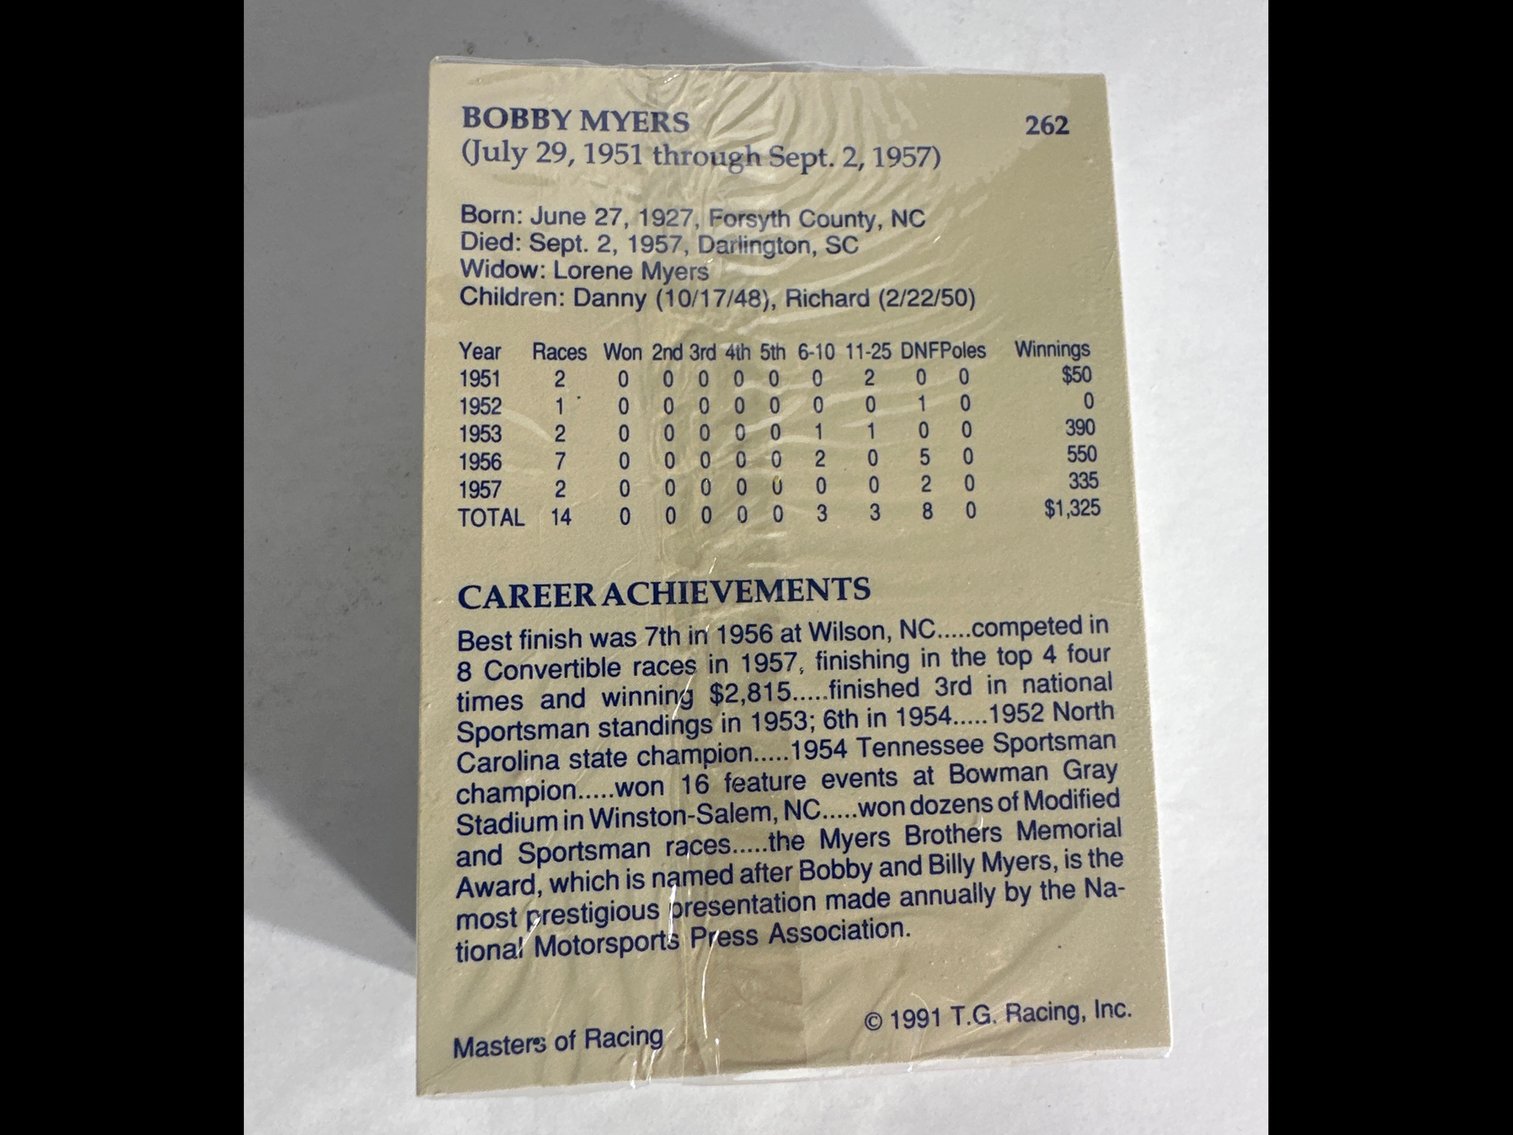 BOBBY MYERS 262
(July 29, 1951 through Sept. 2, 1957)
Born: June 27, 1927, Forsyth County, NC
Died: Sept. 2, 1957, Darlington, SC
Widow: Lorene Myers
Children: Danny (10/17/48), Richard (2/22/50)
Year Races Won 2nd 3rd 4th 5th 6-10 11-25 DNF Poles Winnings
1951 2 0 0 0 0 0 0 2 0 0 $50
1952 1 0 0 0 0 0 0 0 1 0 0
1953 2 0 0 0 0 0 1 1 0 0 390
1956 7 0 0 0 0 0 2 0 5 0 550
1957 2 0 0 0 0 0 0 0 2 0 335
TOTAL 14 0 0 0 0 0 3 3 8 0 $1,325
CAREER ACHIEVEMENTS
Best finish was 7th in 1956 at Wilson, NC.....competed in
8 Convertible races in 1957, finishing in the top 4 four
times and winning $2,815.....finished 3rd in national
Sportsman standings in 1953; 6th in 1954.....1952 North
Carolina state champion.....1954 Tennessee Sportsman
champion.....won 16 feature events at Bowman Gray
Stadium in Winston-Salem, NC.....won dozens of Modified
and Sportsman races.....the Myers Brothers Memorial
Award, which is named after Bobby and Billy Myers, is the
most prestigious presentation made annually by the Na-
tional Motorsports Press Association.
Masters of Racing © 1991 T.G. Racing, Inc.